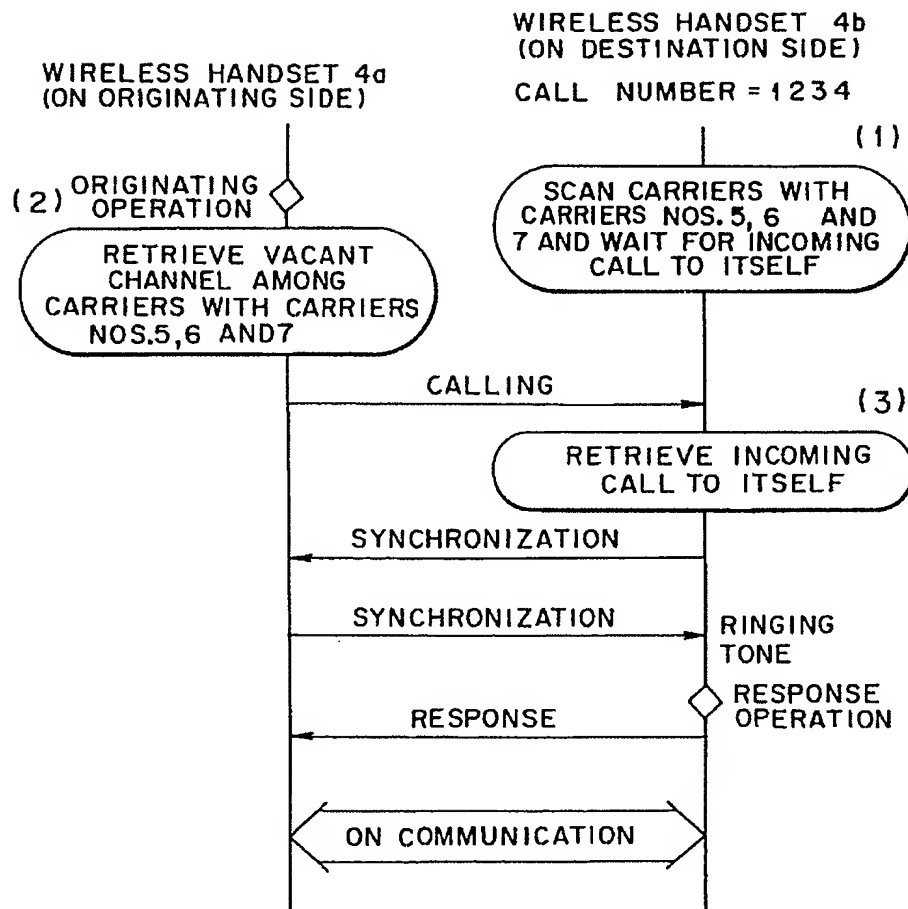 WIRELESS HANDSET 4b
(ON DESTINATION SIDE)
CALL NUMBER = 1234
WIRELESS HANDSET 4a
(ON ORIGINATING SIDE)
(1)
SCAN CARRIERS WITH
CARRIERS NOS. 5, 6 AND
7 AND WAIT FOR INCOMING
CALL TO ITSELF
(2) ORIGINATING
OPERATION
RETRIEVE VACANT
CHANNEL AMONG
CARRIERS WITH CARRIERS
NOS.5,6 AND7
CALLING
(3)
RETRIEVE INCOMING
CALL TO ITSELF
SYNCHRONIZATION
SYNCHRONIZATION
RINGING
TONE
RESPONSE
OPERATION
RESPONSE
ON COMMUNICATION